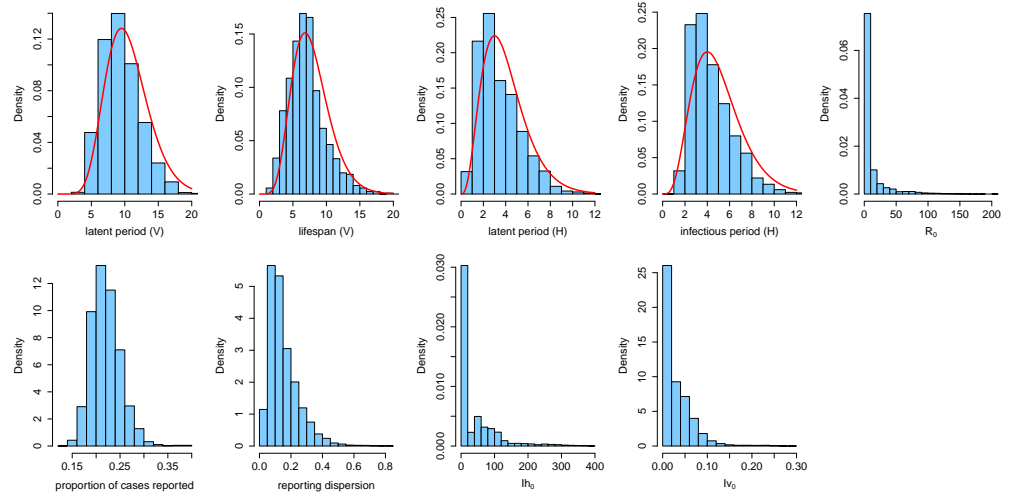 Density
0.00 0.04 0.08 0.12
0 5 10 15 20
latent period (V)
Density
0.00 0.05 0.10 0.15
0 5 10 15 20
lifespan (V)
Density
0.00 0.05 0.10 0.15 0.20 0.25
0 2 4 6 8 10 12
latent period (H)
Density
0.00 0.05 0.10 0.15 0.20 0.25
0 2 4 6 8 10 12
infectious period (H)
Density
0.00 0.02 0.04 0.06
0 50 100 150 200
R₀
Density
0 2 4 6 8 10 12
0.15 0.25 0.35
proportion of cases reported
Density
0 1 2 3 4 5
0.0 0.2 0.4 0.6 0.8
reporting dispersion
Density
0.000 0.010 0.020 0.030
0 100 200 300 400
Ih₀
Density
0 5 10 15 20 25
0.00 0.10 0.20 0.30
Iv₀